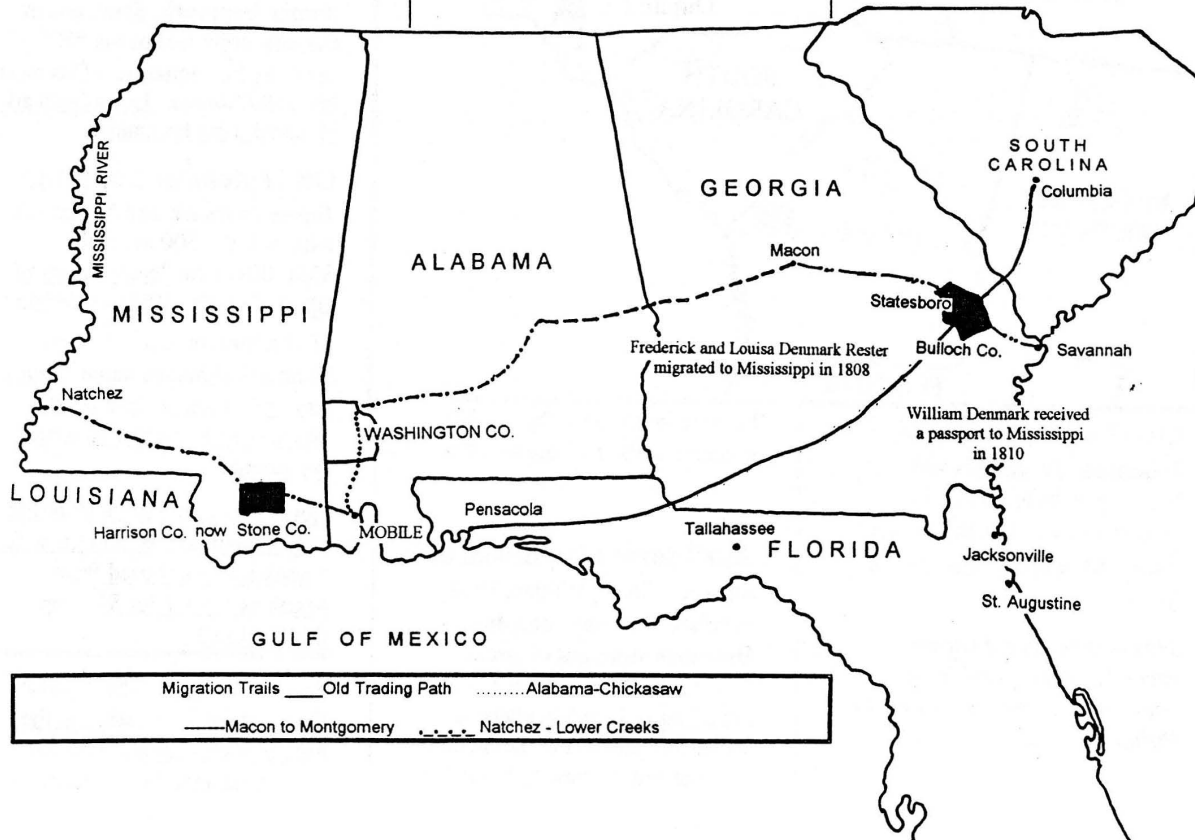 SOUTH
CAROLINA
Columbia
GEORGIA
MISSISSIPPI RIVER
ALABAMA
Macon
MISSISSIPPI
Statesboro
Frederick and Louisa Denmark Rester
migrated to Mississippi in 1808
Bulloch Co.
Savannah
Natchez
William Denmark received
a passport to Mississippi
in 1810
WASHINGTON CO.
LOUISIANA
Harrison Co. now Stone Co.
MOBILE
Pensacola
Tallahassee
FLORIDA
Jacksonville
St. Augustine
GULF OF MEXICO
Migration Trails ____Old Trading Path ........Alabama-Chickasaw
-------Macon to Montgomery ._._._._ Natchez - Lower Creeks